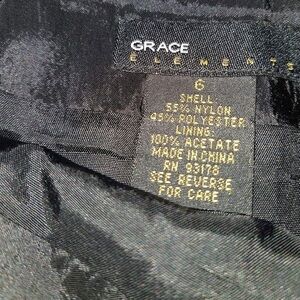 GRACE
ELEMENTS
6
SHELL
55% NYLON
45% POLYESTER
LINING:
100% ACETATE
MADE IN CHINA
RN 93178
SEE REVERSE
FOR CARE